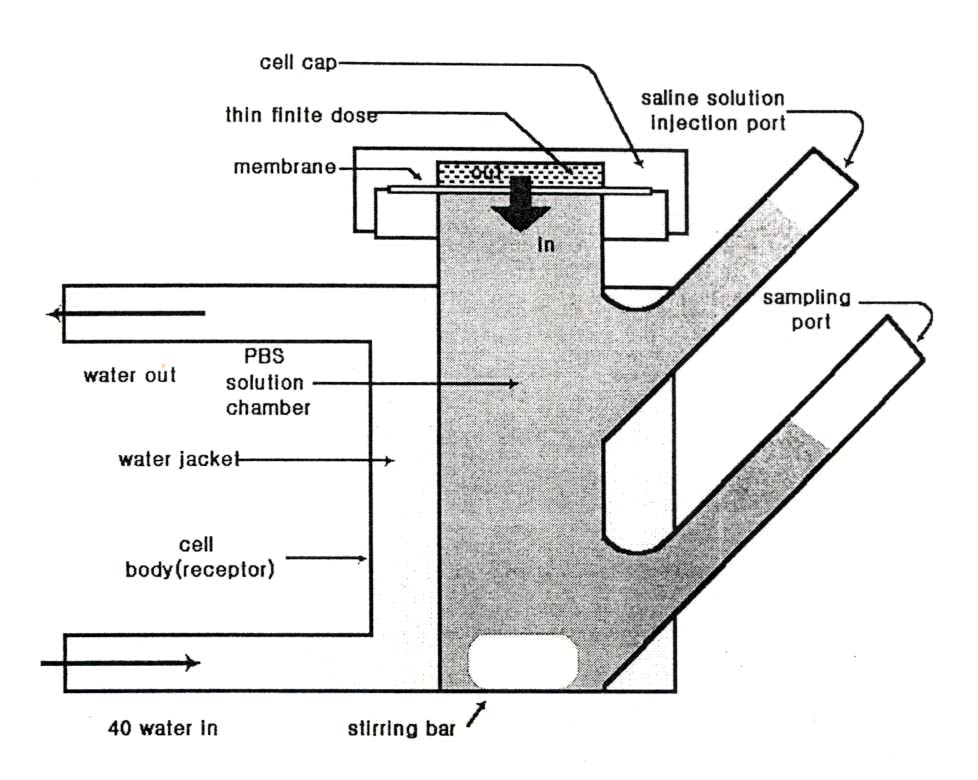 cell cap
thin finite dose
membrane
out
in
saline solution
injection port
sampling
port
water out
PBS
solution
chamber
water jacket
cell
body(receptor)
40 water in
stirring bar